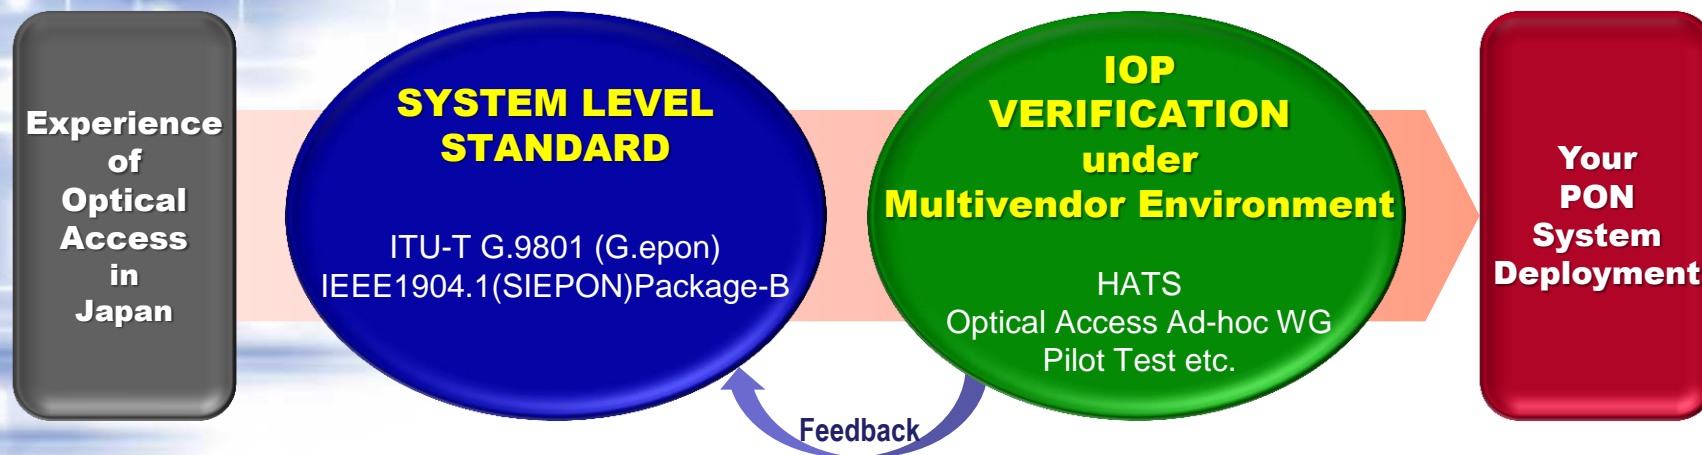 Experience
of
Optical
Access
in
Japan
SYSTEM LEVEL
STANDARD
ITU-T G.9801 (G.epon)
IEEE1904.1(SIEPON)Package-B
IOP
VERIFICATION
under
Multivendor Environment
HATS
Optical Access Ad-hoc WG
Pilot Test etc.
Your
PON
System
Deployment
Feedback